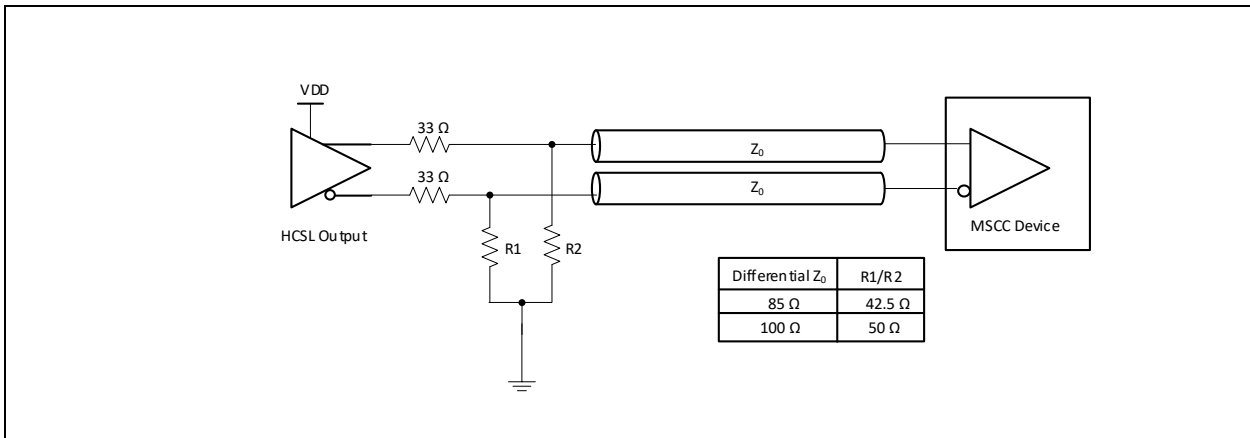 VDD
33 Ω
33 Ω
HCSL Output
R1
R2
Z₀
Z₀
MSCC Device
Differential Z₀ R1/R2
85 Ω 42.5 Ω
100 Ω 50 Ω